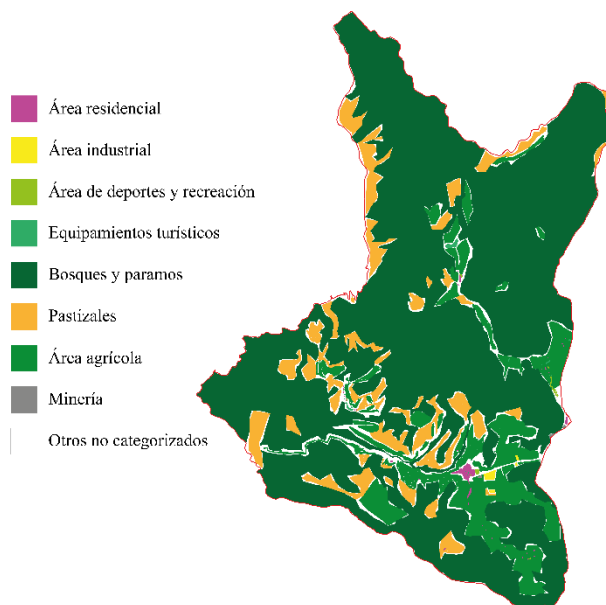 Área residencial
Área industrial
Área de deportes y recreación
Equipamientos turísticos
Bosques y paramos
Pastizales
Área agrícola
Minería
Otros no categorizados